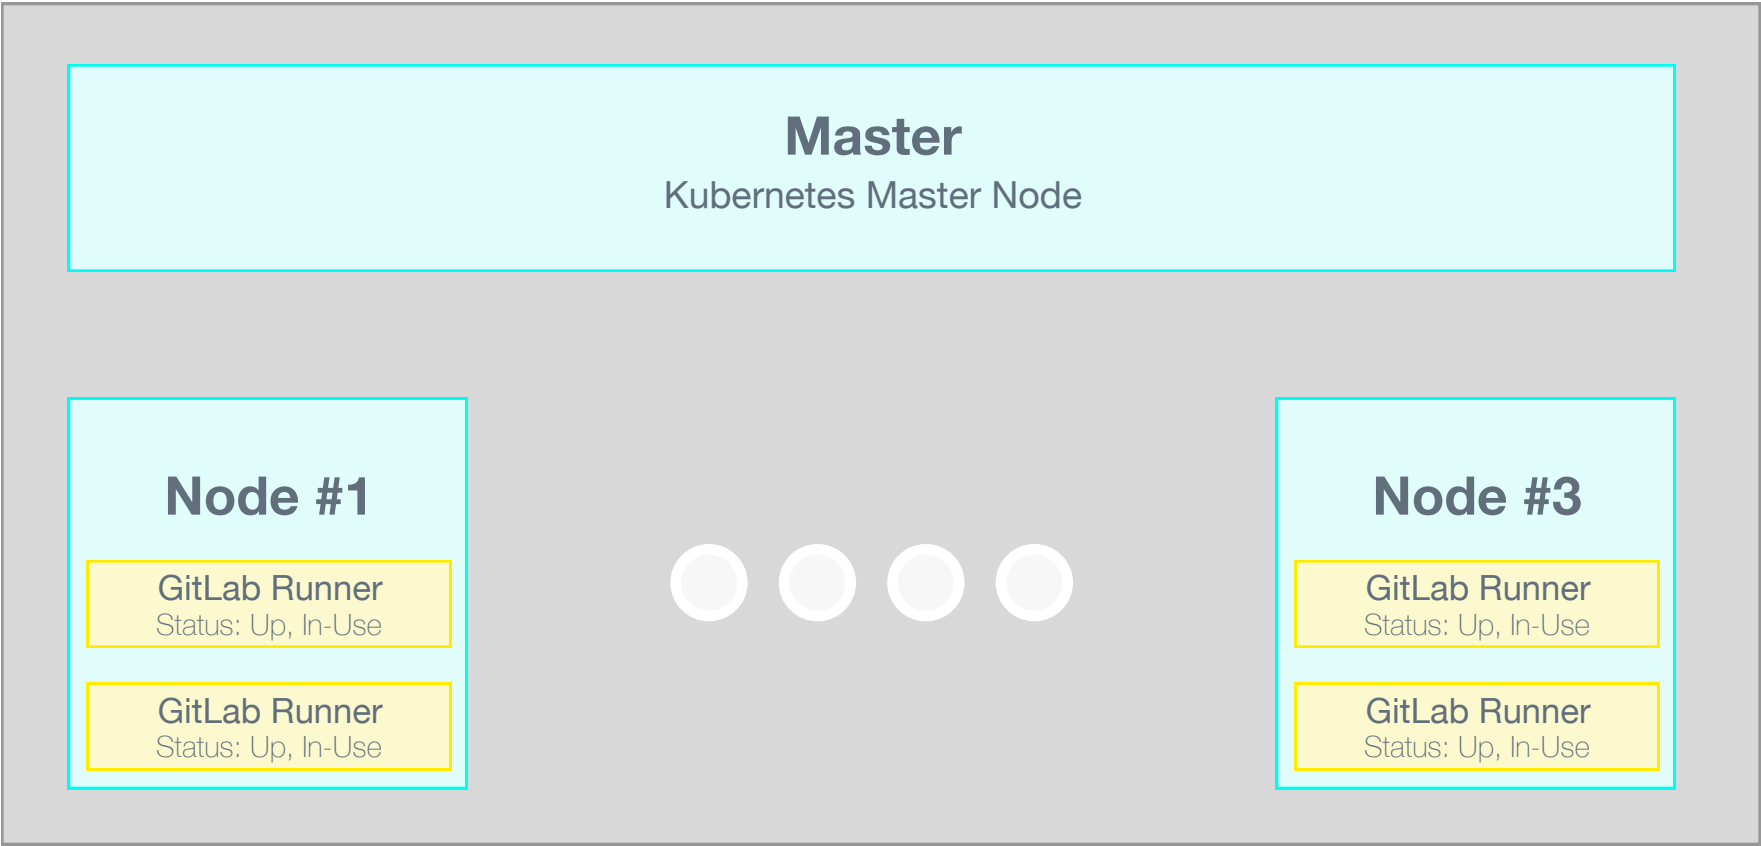 Master
Kubernetes Master Node
Node #1
GitLab Runner
Status: Up, In-Use
GitLab Runner
Status: Up, In-Use
Node #3
GitLab Runner
Status: Up, In-Use
GitLab Runner
Status: Up, In-Use